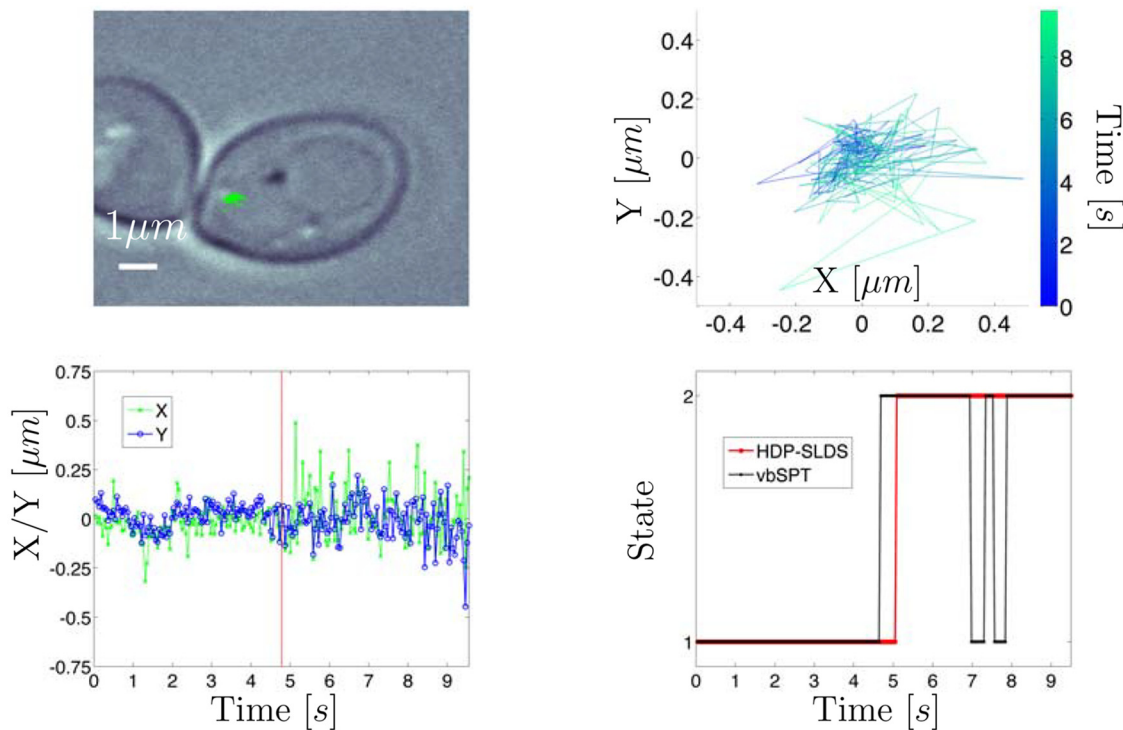 1μm
0.4
0.2
0
-0.2
-0.4
Y [μm]
X [μm]
-0.4 -0.2 0 0.2 0.4
8
6
4
2
0
Time [s]
0.75
0.5
0.25
0
-0.25
-0.5
-0.75
X/Y [μm]
X
Y
0 1 2 3 4 5 6 7 8 9
Time [s]
2
1
State
HDP-SLDS
vbSPT
0 1 2 3 4 5 6 7 8 9
Time [s]